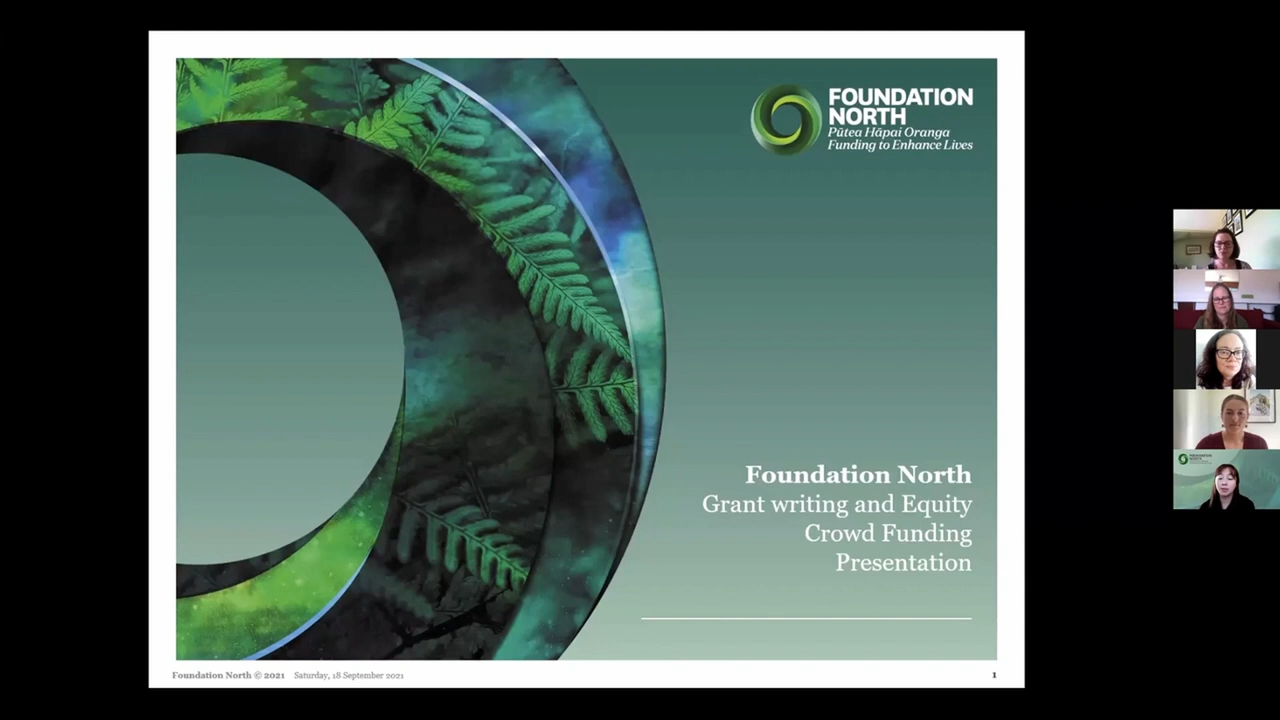 FOUNDATION
NORTH
Pūtea Hāpai Oranga
Funding to Enhance Lives
Foundation North
Grant writing and Equity
Crowd Funding
Presentation
Foundation North © 2021 Saturday, 18 September 2021
1